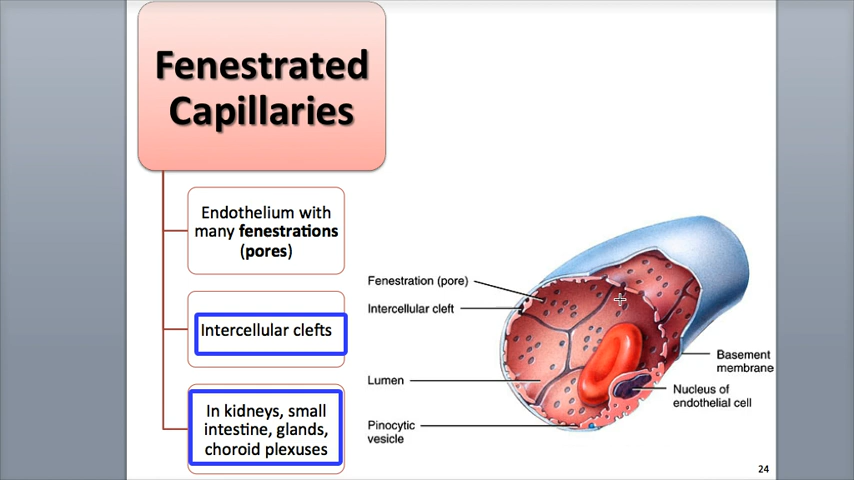 Fenestrated
Capillaries
Endothelium with
many fenestrations
(pores)
Intercellular clefts
In kidneys, small
intestine, glands,
choroid plexuses
Fenestration (pore)
Intercellular cleft
Lumen
Pinocytic
vesicle
Basement
membrane
Nucleus of
endothelial cell
24